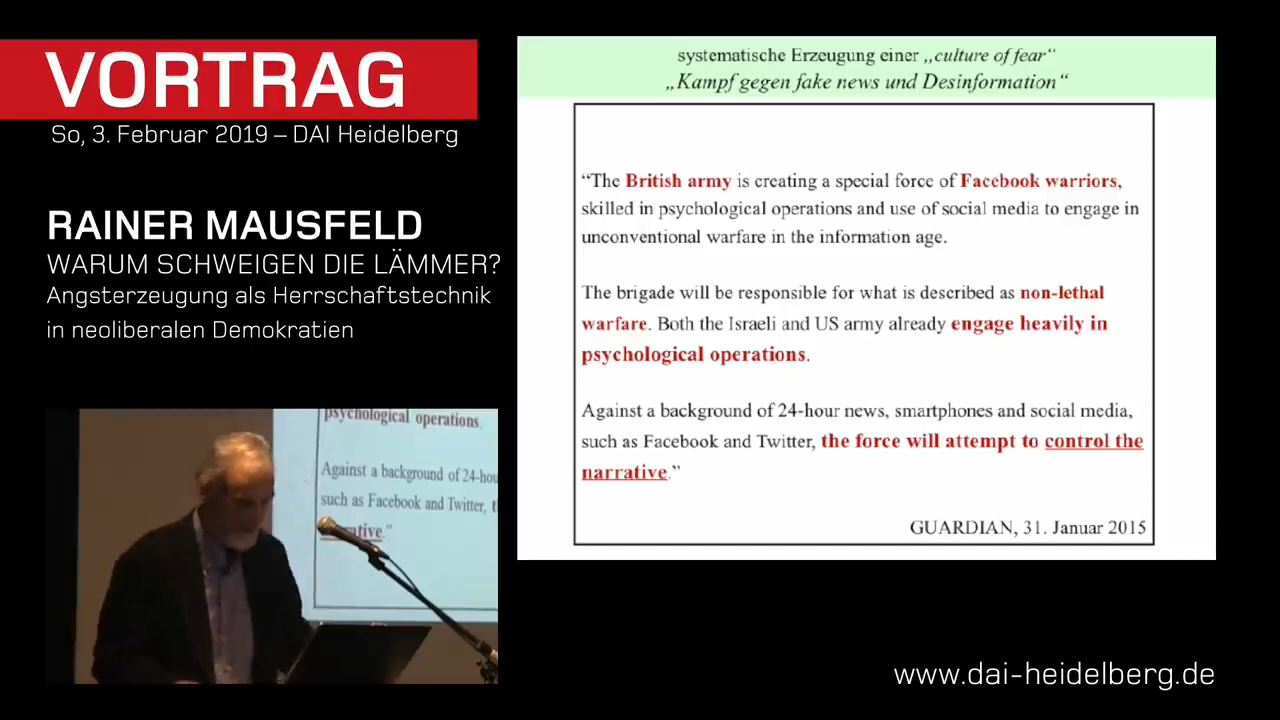 VORTRAG
So, 3. Februar 2019 – DAI Heidelberg
RAINER MAUSFELD
WARUM SCHWEIGEN DIE LÄMMER?
Angsterzeugung als Herrschaftstechnik
in neoliberalen Demokratien
systematische Erzeugung einer „culture of fear“
„Kampf gegen fake news und Desinformation“
“The British army is creating a special force of Facebook warriors,
skilled in psychological operations and use of social media to engage in
unconventional warfare in the information age.
The brigade will be responsible for what is described as non-lethal
warfare. Both the Israeli and US army already engage heavily in
psychological operations.
Against a background of 24-hour news, smartphones and social media,
such as Facebook and Twitter, the force will attempt to control the
narrative.”
GUARDIAN, 31. Januar 2015
psychological operations.
Against a background of 24-hou
such as Facebook and Twitter, t
www.dai-heidelberg.de